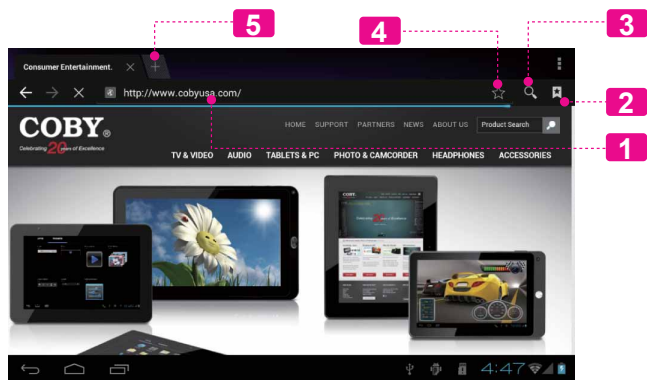 5
4
3
Consumer Entertainment.
http://www.cobyusa.com/
2
COBY®
HOME SUPPORT PARTNERS NEWS ABOUT US Product Search
1
Celebrating 20 years of Excellence
TV & VIDEO AUDIO TABLETS & PC PHOTO & CAMCORDER HEADPHONES ACCESSORIES
COBY
4:47